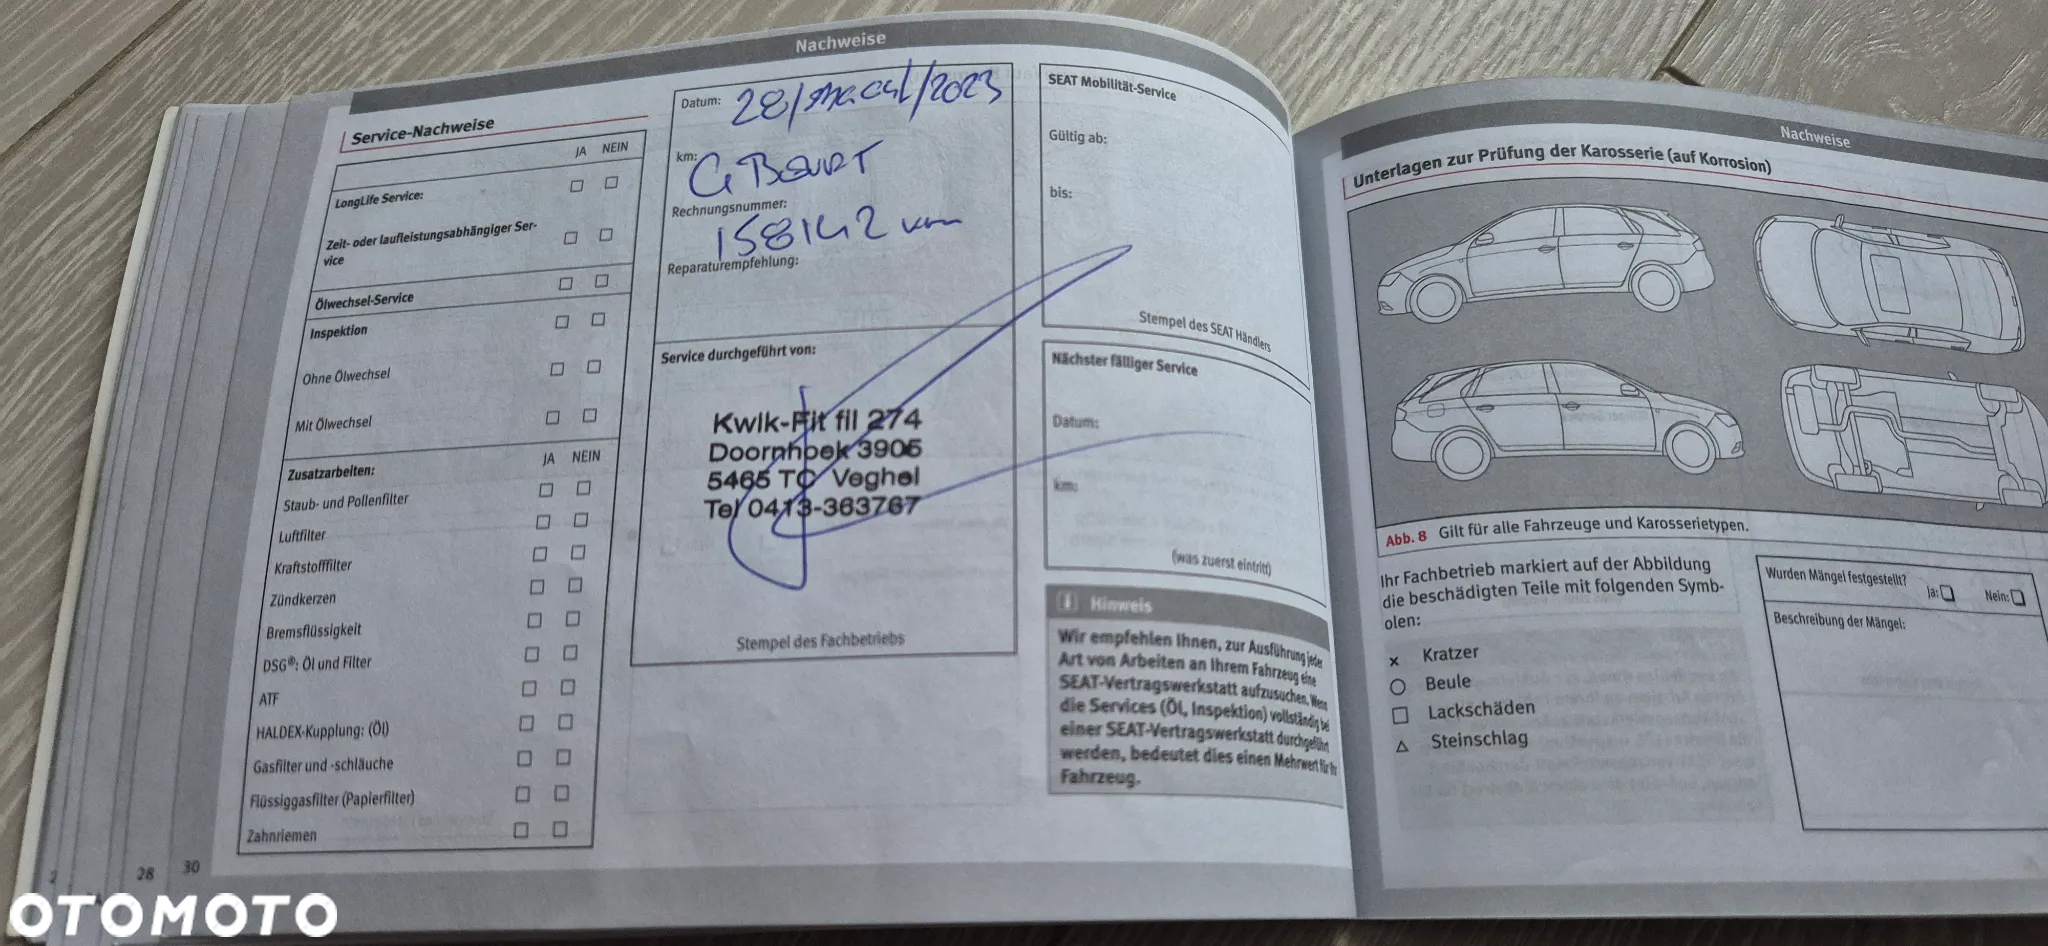 Nachweise
Service-Nachweise
JA NEIN
LongLife Service:
Zeit- oder laufleistungsabhängiger Ser-
vice
Ölwechsel-Service
Inspektion
Ohne Ölwechsel
Mit Ölwechsel
Zusatzarbeiten: JA NEIN
Staub- und Pollenfilter
Luftfilter
Kraftstofffilter
Zündkerzen
Bremsflüssigkeit
DSG®: Öl und Filter
ATF
HALDEX-Kupplung: (Öl)
Gasfilter und -schläuche
Flüssiggasfilter (Papierfilter)
Zahnriemen
28
30
Datum: 28/maart/2023
km:
Rechnungsnummer:
158142 km
Reparaturempfehlung:
Service durchgeführt von:
Kwik-Fit fil 274
Doornhoek 3905
5465 TC Veghel
Tel 0413-363767
Stempel des Fachbetriebs
SEAT Mobilität-Service
Gültig ab:
bis:
Stempel des SEAT Händlers
Nächster fälliger Service
Datum:
km:
(was zuerst eintritt)
Hinweis
Wir empfehlen Ihnen, zur Ausführung jeder
Art von Arbeiten an Ihrem Fahrzeug eine
SEAT-Vertragswerkstatt aufzusuchen. Wenn
die Services (Öl, Inspektion) vollständig bei
einer SEAT-Vertragswerkstatt durchgeführt
werden, bedeutet dies einen Mehrwert für Ihr
Fahrzeug.
Nachweise
Unterlagen zur Prüfung der Karosserie (auf Korrosion)
Abb. 8 Gilt für alle Fahrzeuge und Karosserietypen.
Ihr Fachbetrieb markiert auf der Abbildung
die beschädigten Teile mit folgenden Symb-
olen:
Kratzer
Beule
Lackschäden
Steinschlag
Wurden Mängel festgestellt?
Ja: Nein:
Beschreibung der Mängel:
OTOMOTO